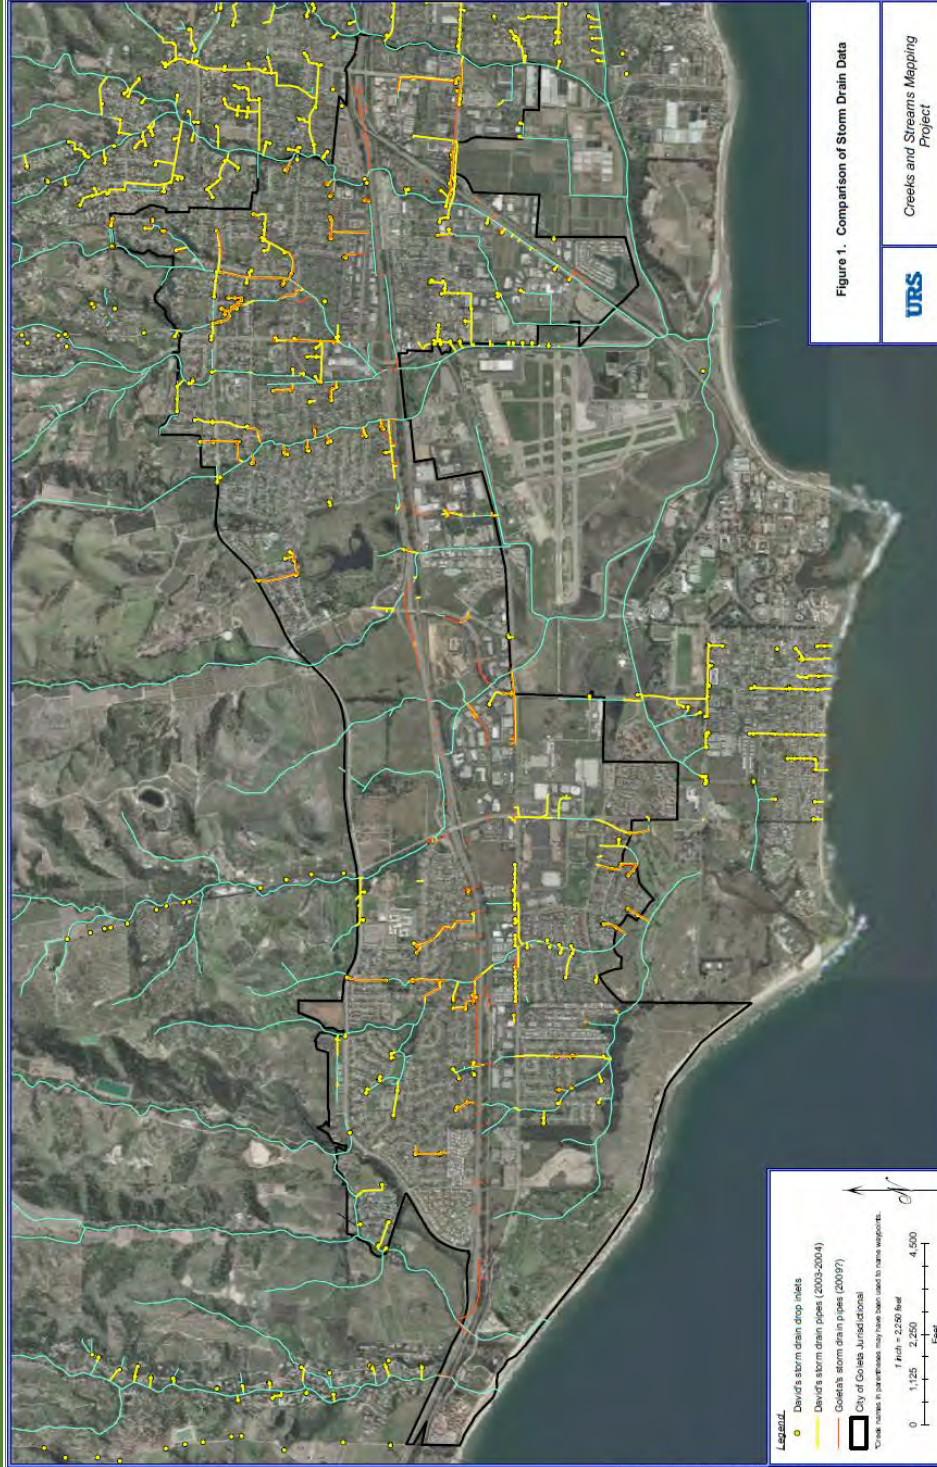 Figure 1. Comparison of Storm Drain Data
URS
Creeks and Streams Mapping
Project
Legend
David's storm drain drop inlets
David's storm drain pipes (2003-2004)
Goleta's storm drain pipes (2009?)
City of Goleta Jurisdictional
*Creek names in parentheses may have been used to name waypoints.
1 inch = 2,250 feet
0 1,125 2,250 4,500
Feet
N